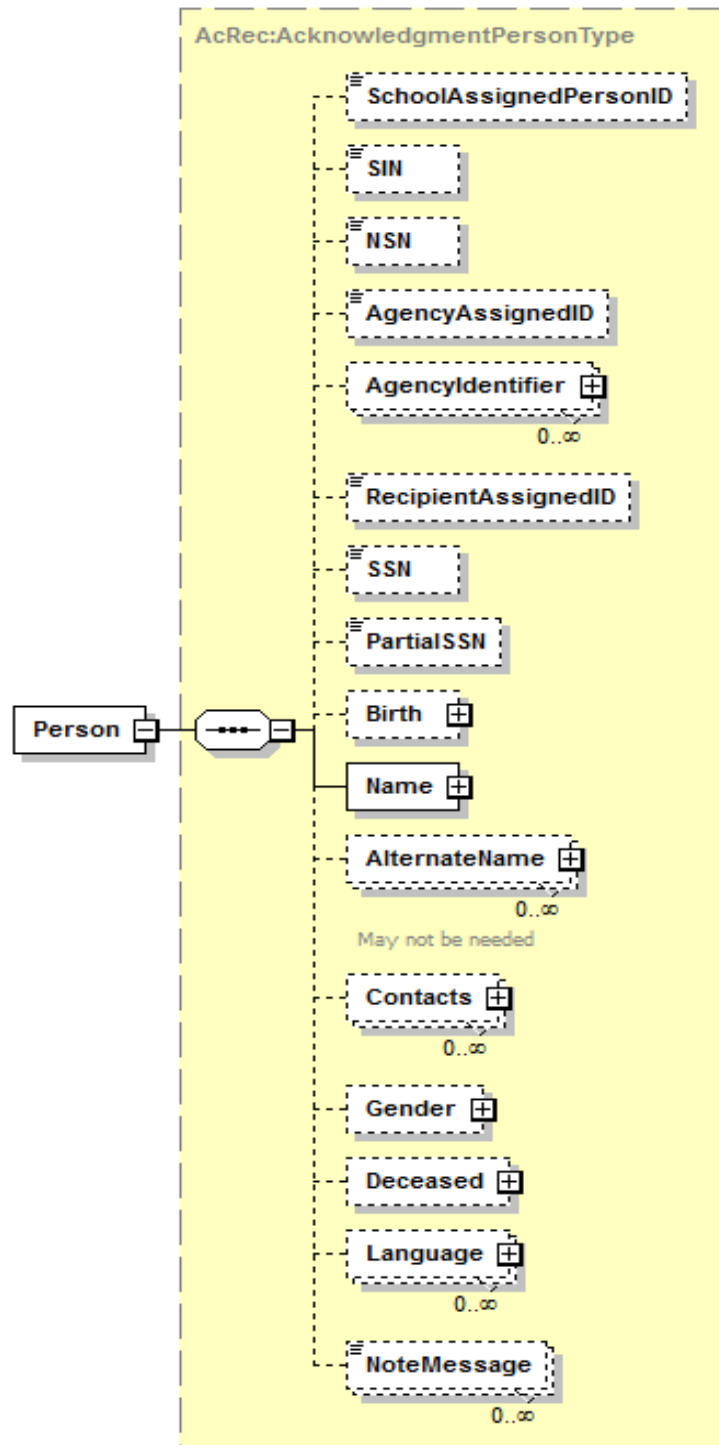 AcRec:AcknowledgmentPersonType
SchoolAssignedPersonID
SIN
NSN
AgencyAssignedID
AgencyIdentifier
0..∞
RecipientAssignedID
SSN
PartialSSN
Birth
Person
Name
AlternateName
0..∞
May not be needed
Contacts
0..∞
Gender
Deceased
Language
0..∞
NoteMessage
0..∞